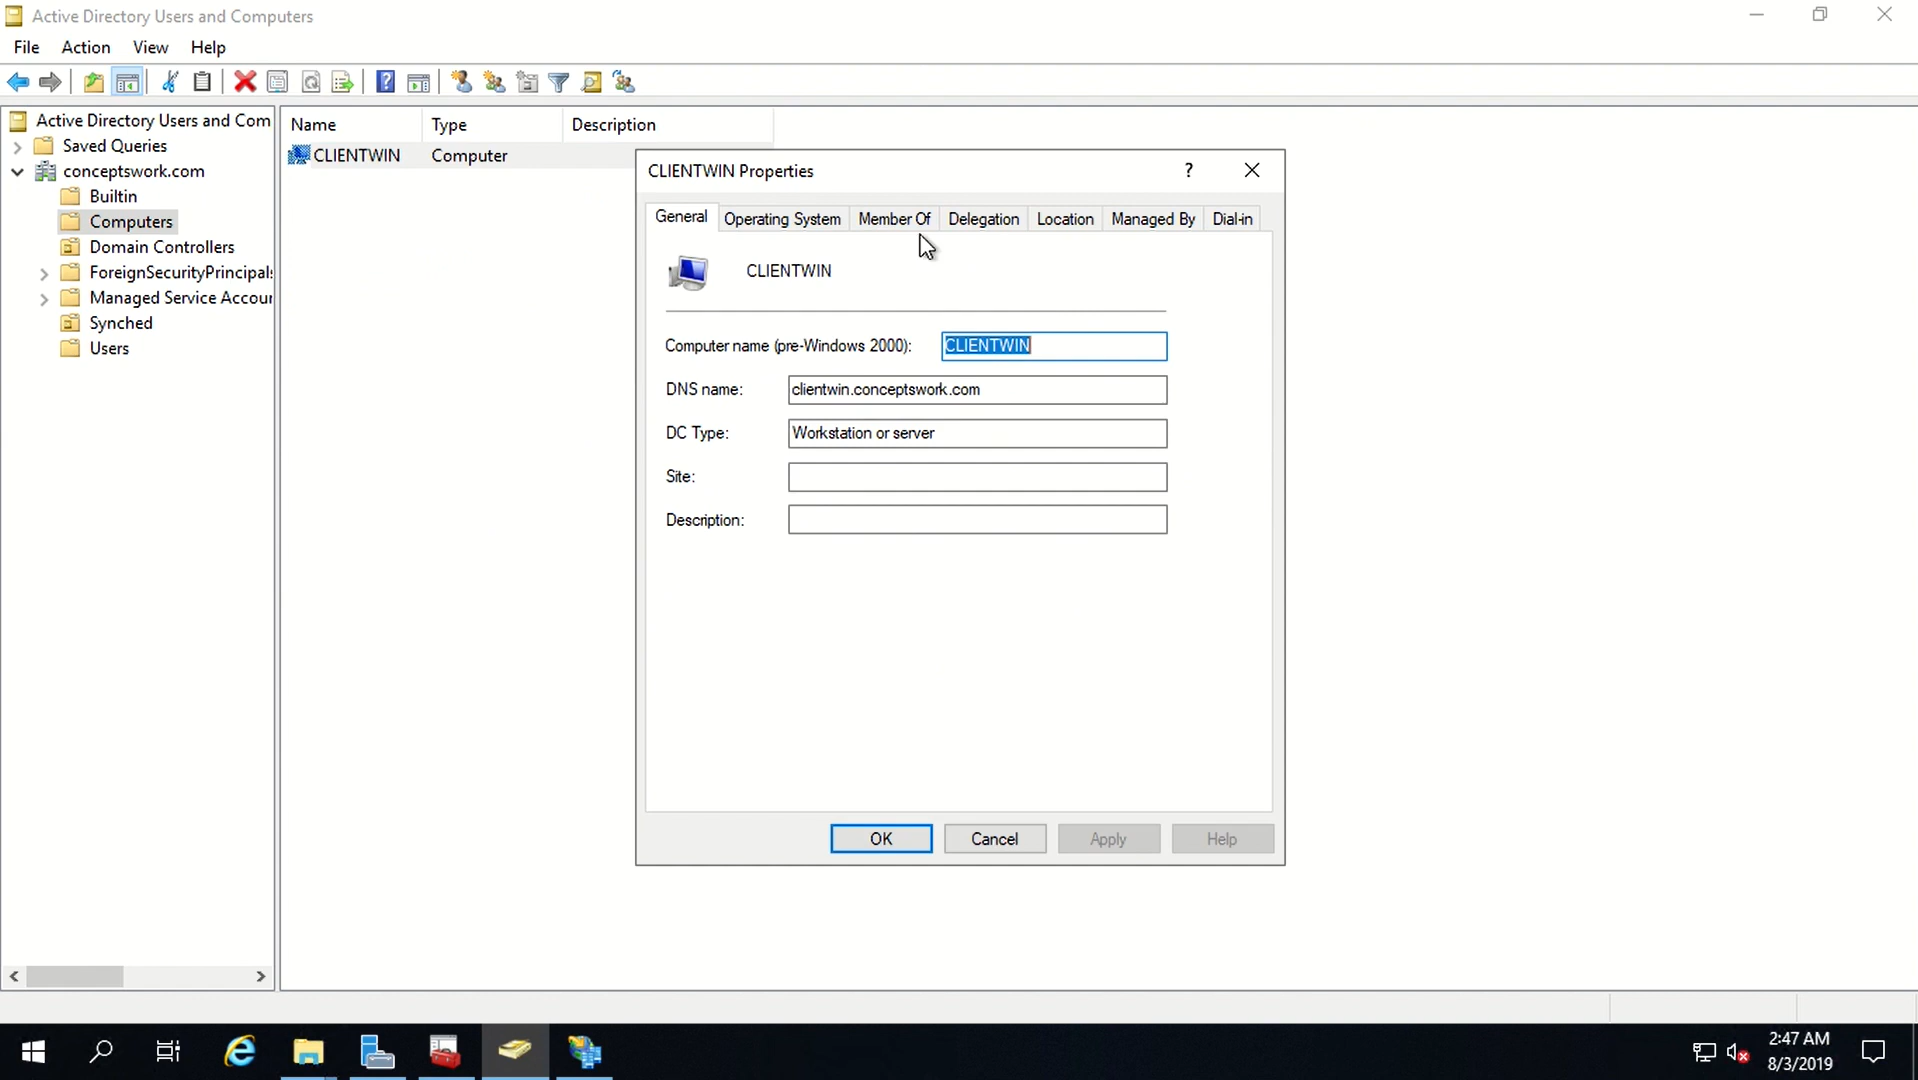 Active Directory Users and Computers
File Action View Help
Active Directory Users and Com
Saved Queries
conceptswork.com
Builtin
Computers
Domain Controllers
ForeignSecurityPrincipals
Managed Service Accour
Synched
Users
Name Type Description
CLIENTWIN Computer
CLIENTWIN Properties
?
General Operating System Member Of Delegation Location Managed By Dial-in
CLIENTWIN
Computer name (pre-Windows 2000): CLIENTWIN
DNS name: clientwin.conceptswork.com
DC Type: Workstation or server
Site:
Description:
OK Cancel Apply Help
2:47 AM
8/3/2019